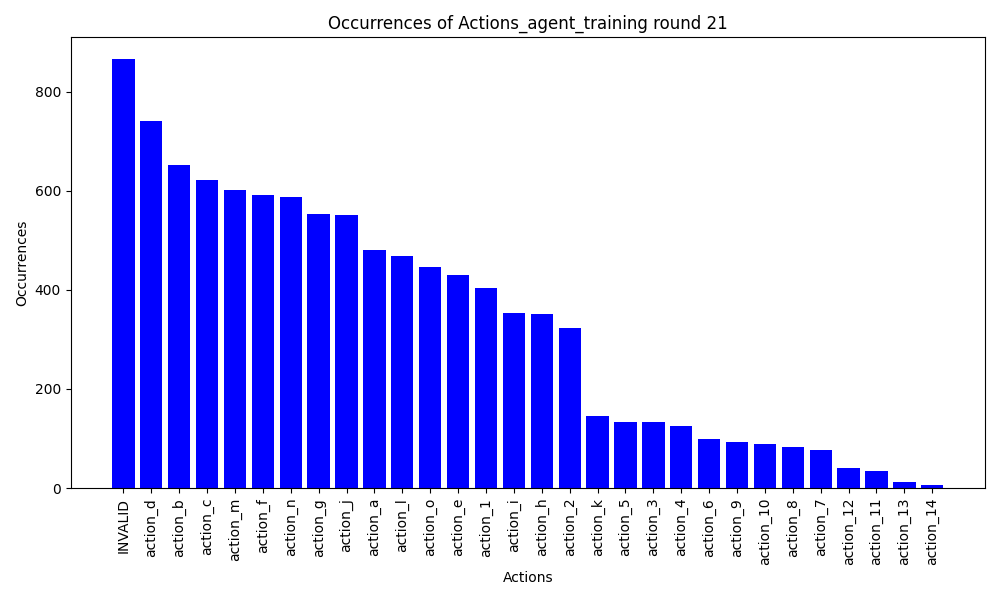 Occurrences of Actions_agent_training round 21
Occurrences
800
600
400
200
0
INVALID
action_d
action_b
action_c
action_m
action_f
action_n
action_g
action_j
action_a
action_l
action_o
action_e
action_1
action_i
action_h
action_2
action_k
action_5
action_3
action_4
action_6
action_9
action_10
action_8
action_7
action_12
action_11
action_13
action_14
Actions